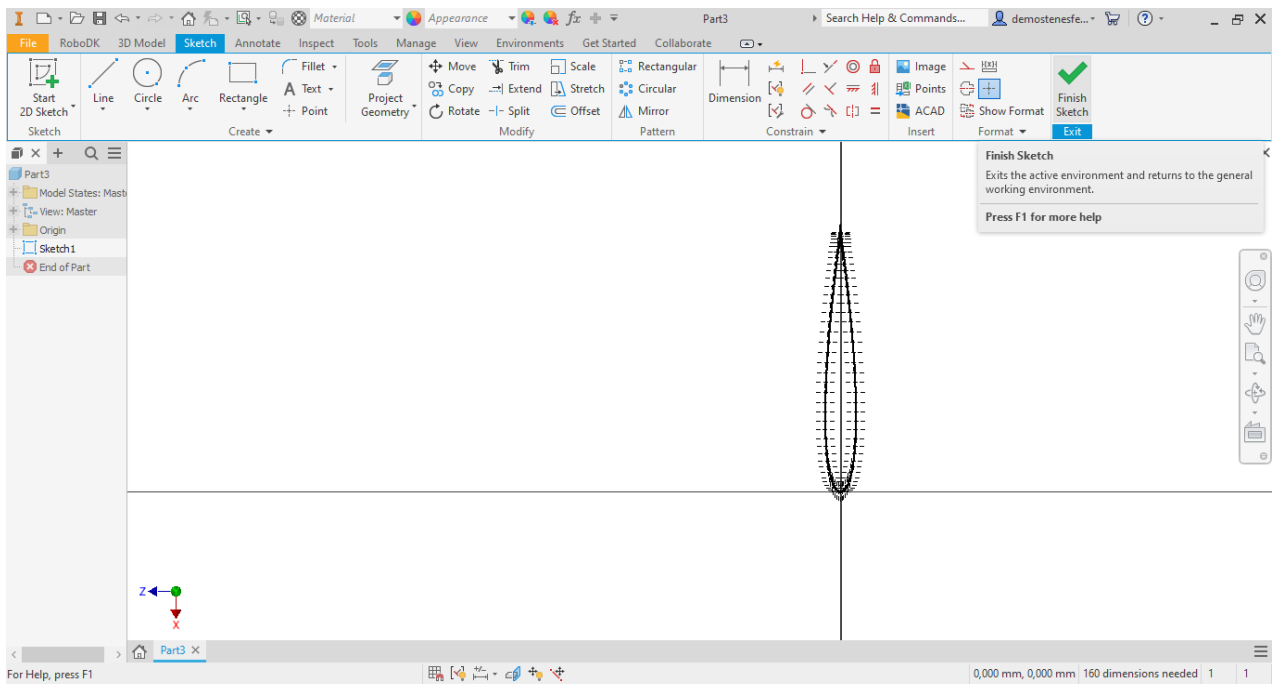 Material Appearance fx Part3 Search Help & Commands... demostenesfe...
File RoboDK 3D Model Sketch Annotate Inspect Tools Manage View Environments Get Started Collaborate
Start
2D Sketch
Line
Circle
Arc
Rectangle
Fillet
A Text
Point
Project
Geometry
Move Trim Scale
Copy Extend Stretch
Rotate Split Offset
Rectangular
Circular
Mirror
Dimension
Image
Points
ACAD
Show Format
Finish
Sketch
Sketch Create Modify Pattern Constrain Insert Format Exit
Part3
Model States: Mast
View: Master
Origin
Sketch1
End of Part
Finish Sketch
Exits the active environment and returns to the general
working environment.
Press F1 for more help
Z
X
Part3
For Help, press F1
0,000 mm, 0,000 mm 160 dimensions needed 1 1